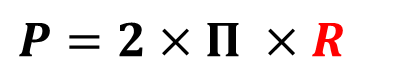 P = 2 × Π × R